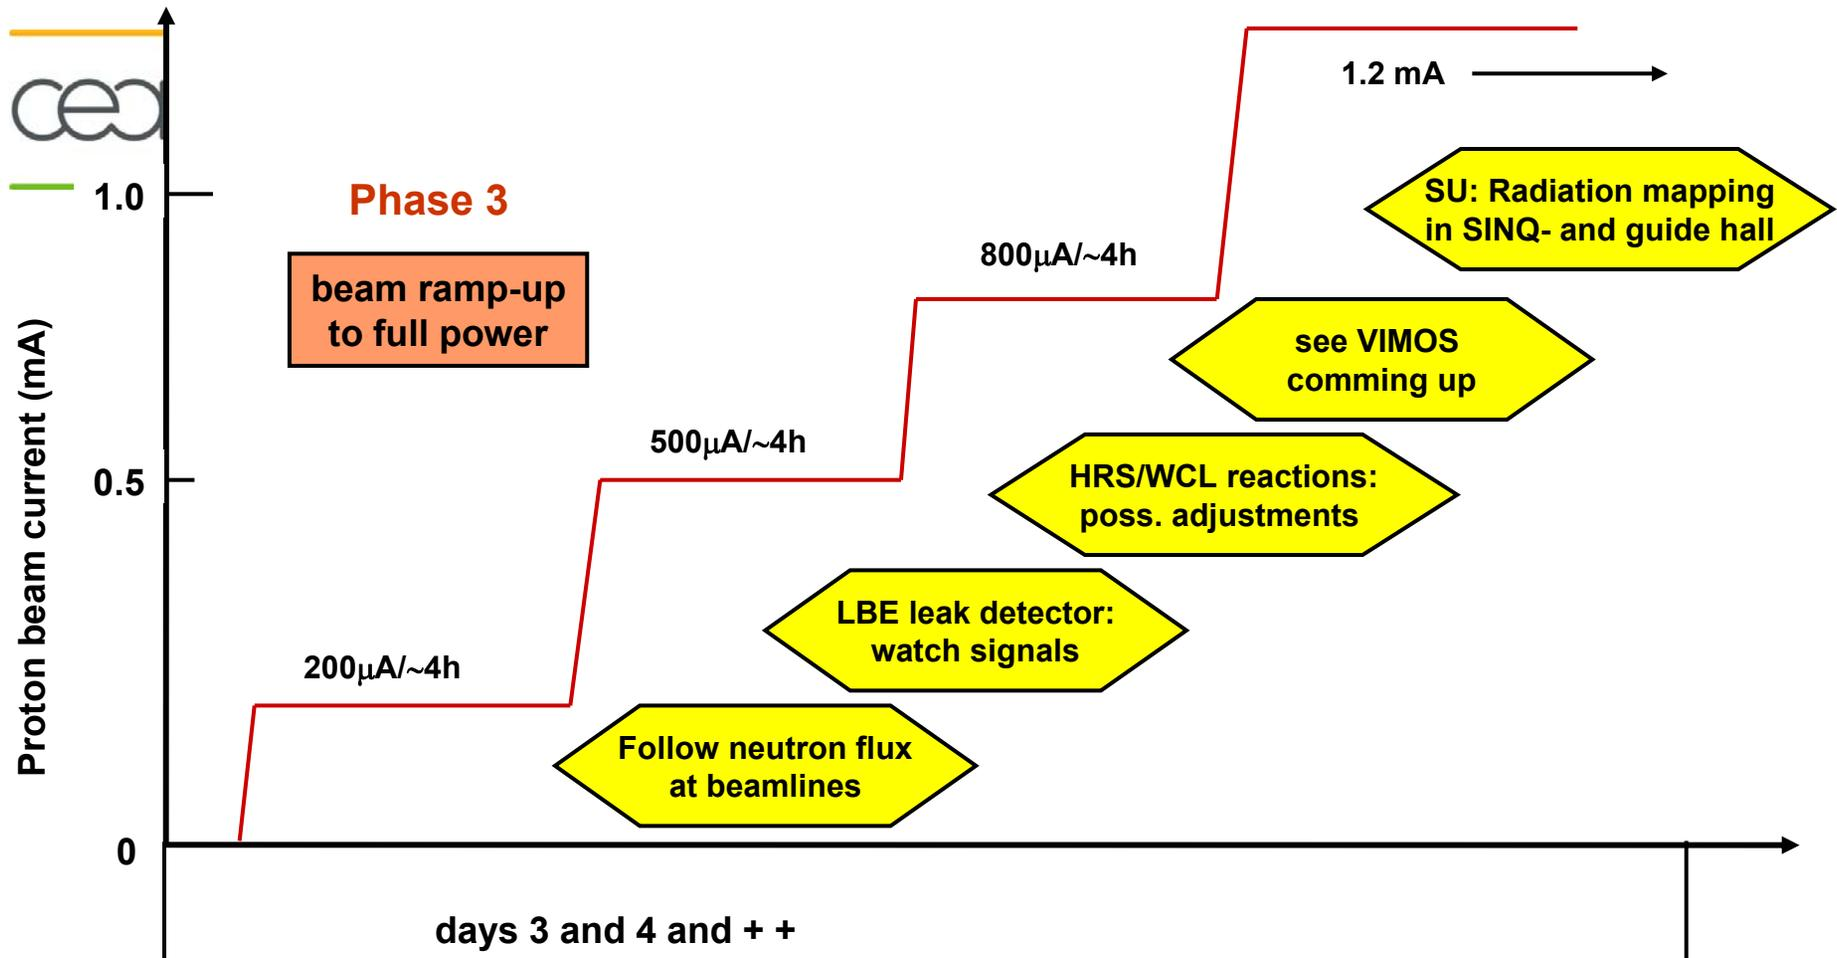 cea
1.2 mA
1.0
Phase 3
SU: Radiation mapping
in SINQ- and guide hall
800μA/~4h
beam ramp-up
to full power
see VIMOS
comming up
Proton beam current (mA)
500μA/~4h
0.5
HRS/WCL reactions:
poss. adjustments
LBE leak detector:
watch signals
200μA/~4h
Follow neutron flux
at beamlines
0
days 3 and 4 and + +